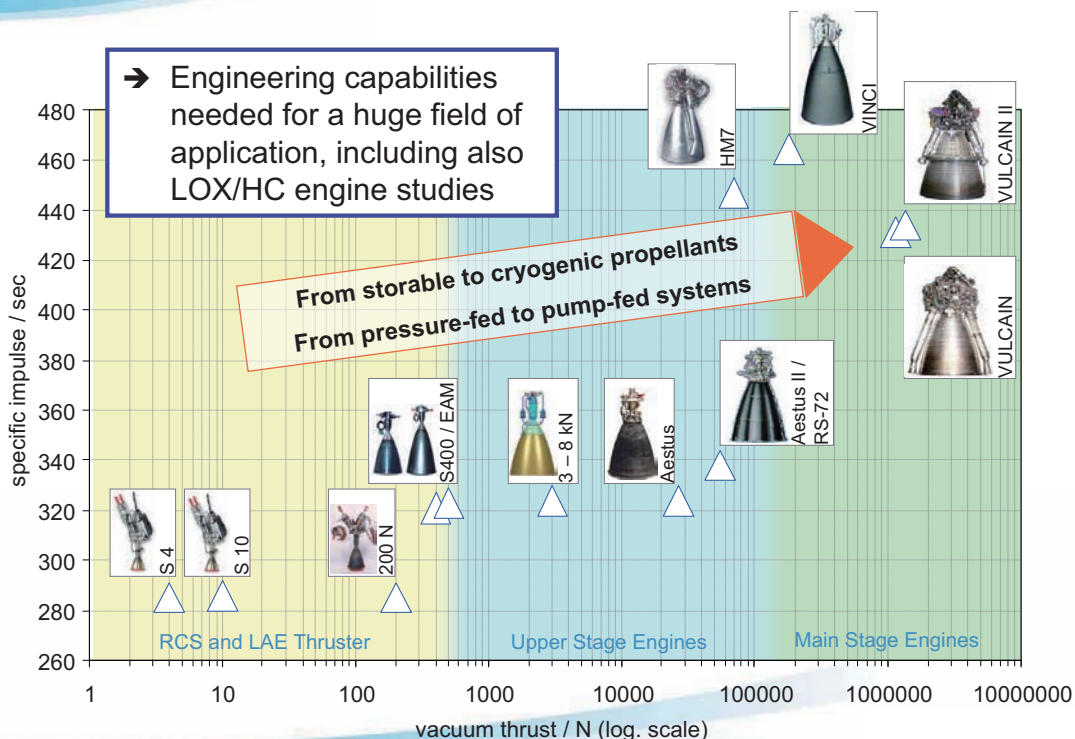 ➔ Engineering capabilities
needed for a huge field of
application, including also
LOX/HC engine studies
480
460
440
420
400
380
360
340
320
300
280
260
specific impulse / sec
HM7
VINCI
VULCAIN II
From storable to cryogenic propellants
From pressure-fed to pump-fed systems
VULCAIN
S 4
S 10
200 N
S400 / EAM
3 – 8 kN
Aestus
Aestus II /
RS-72
RCS and LAE Thruster
Upper Stage Engines
Main Stage Engines
1
10
100
1000
10000
100000
1000000
10000000
vacuum thrust / N (log. scale)